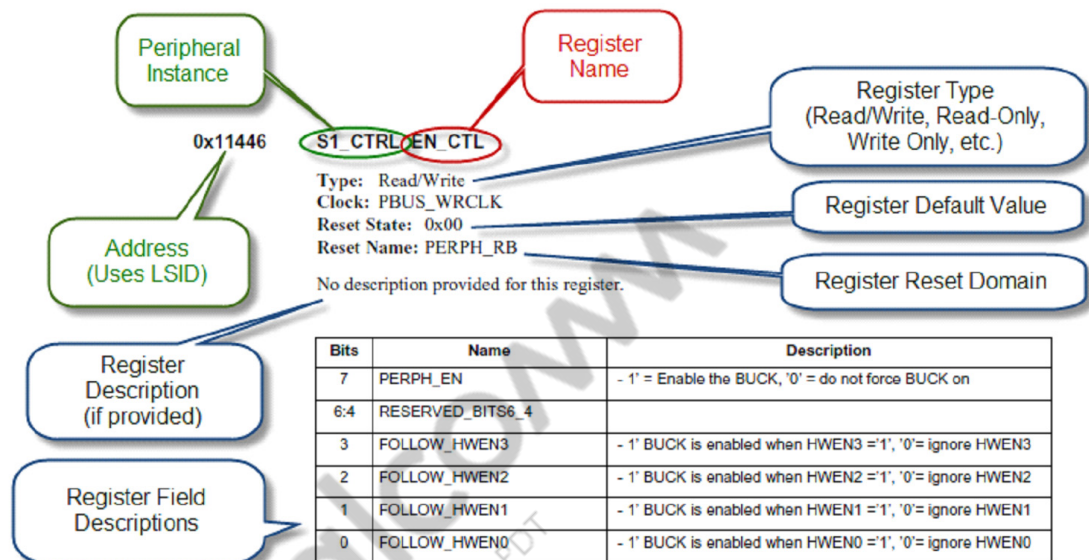 Peripheral
Instance
Register
Name
Register Type
(Read/Write, Read-Only,
Write Only, etc.)
0x11446 S1_CTRL EN_CTL
Type: Read/Write
Clock: PBUS_WRCLK
Reset State: 0x00
Reset Name: PERPH_RB
Register Default Value
Address
(Uses LSID)
Register Reset Domain
No description provided for this register.
Register
Description
(if provided)
Bits Name Description
7 PERPH_EN - 1' = Enable the BUCK, '0' = do not force BUCK on
6:4 RESERVED_BITS6_4
3 FOLLOW_HWEN3 - 1' BUCK is enabled when HWEN3 ='1', '0'= ignore HWEN3
2 FOLLOW_HWEN2 - 1' BUCK is enabled when HWEN2 ='1', '0'= ignore HWEN2
1 FOLLOW_HWEN1 - 1' BUCK is enabled when HWEN1 ='1', '0'= ignore HWEN1
0 FOLLOW_HWEN0 - 1' BUCK is enabled when HWEN0 ='1', '0'= ignore HWEN0
Register Field
Descriptions
PDT